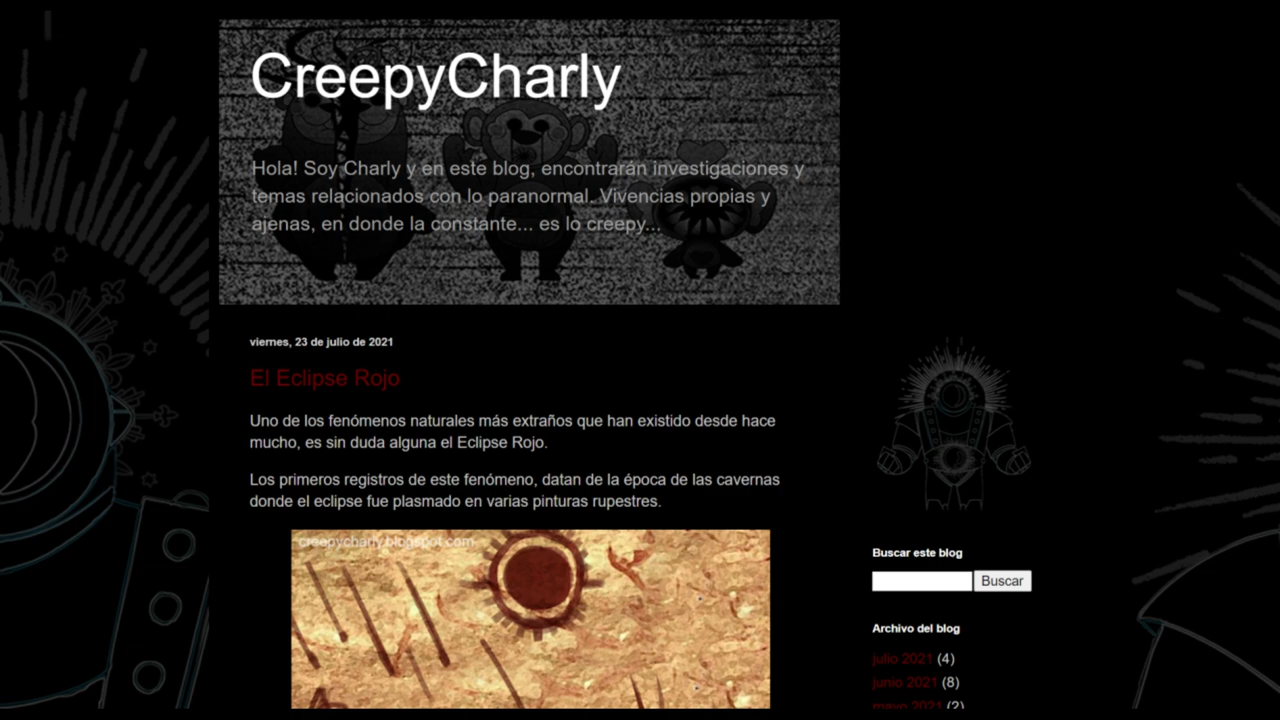 CreepyCharly
Hola! Soy Charly y en este blog, encontrarán investigaciones y
temas relacionados con lo paranormal. Vivencias propias y
ajenas, en donde la constante... es lo creepy...
viernes, 23 de julio de 2021
El Eclipse Rojo
Uno de los fenómenos naturales más extraños que han existido desde hace
mucho, es sin duda alguna el Eclipse Rojo.
Los primeros registros de este fenómeno, datan de la época de las cavernas
donde el eclipse fue plasmado en varias pinturas rupestres.
creepycharly.blogspot.com
Buscar este blog
Buscar
Archivo del blog
julio 2021 (4)
junio 2021 (8)
mayo 2021 (2)